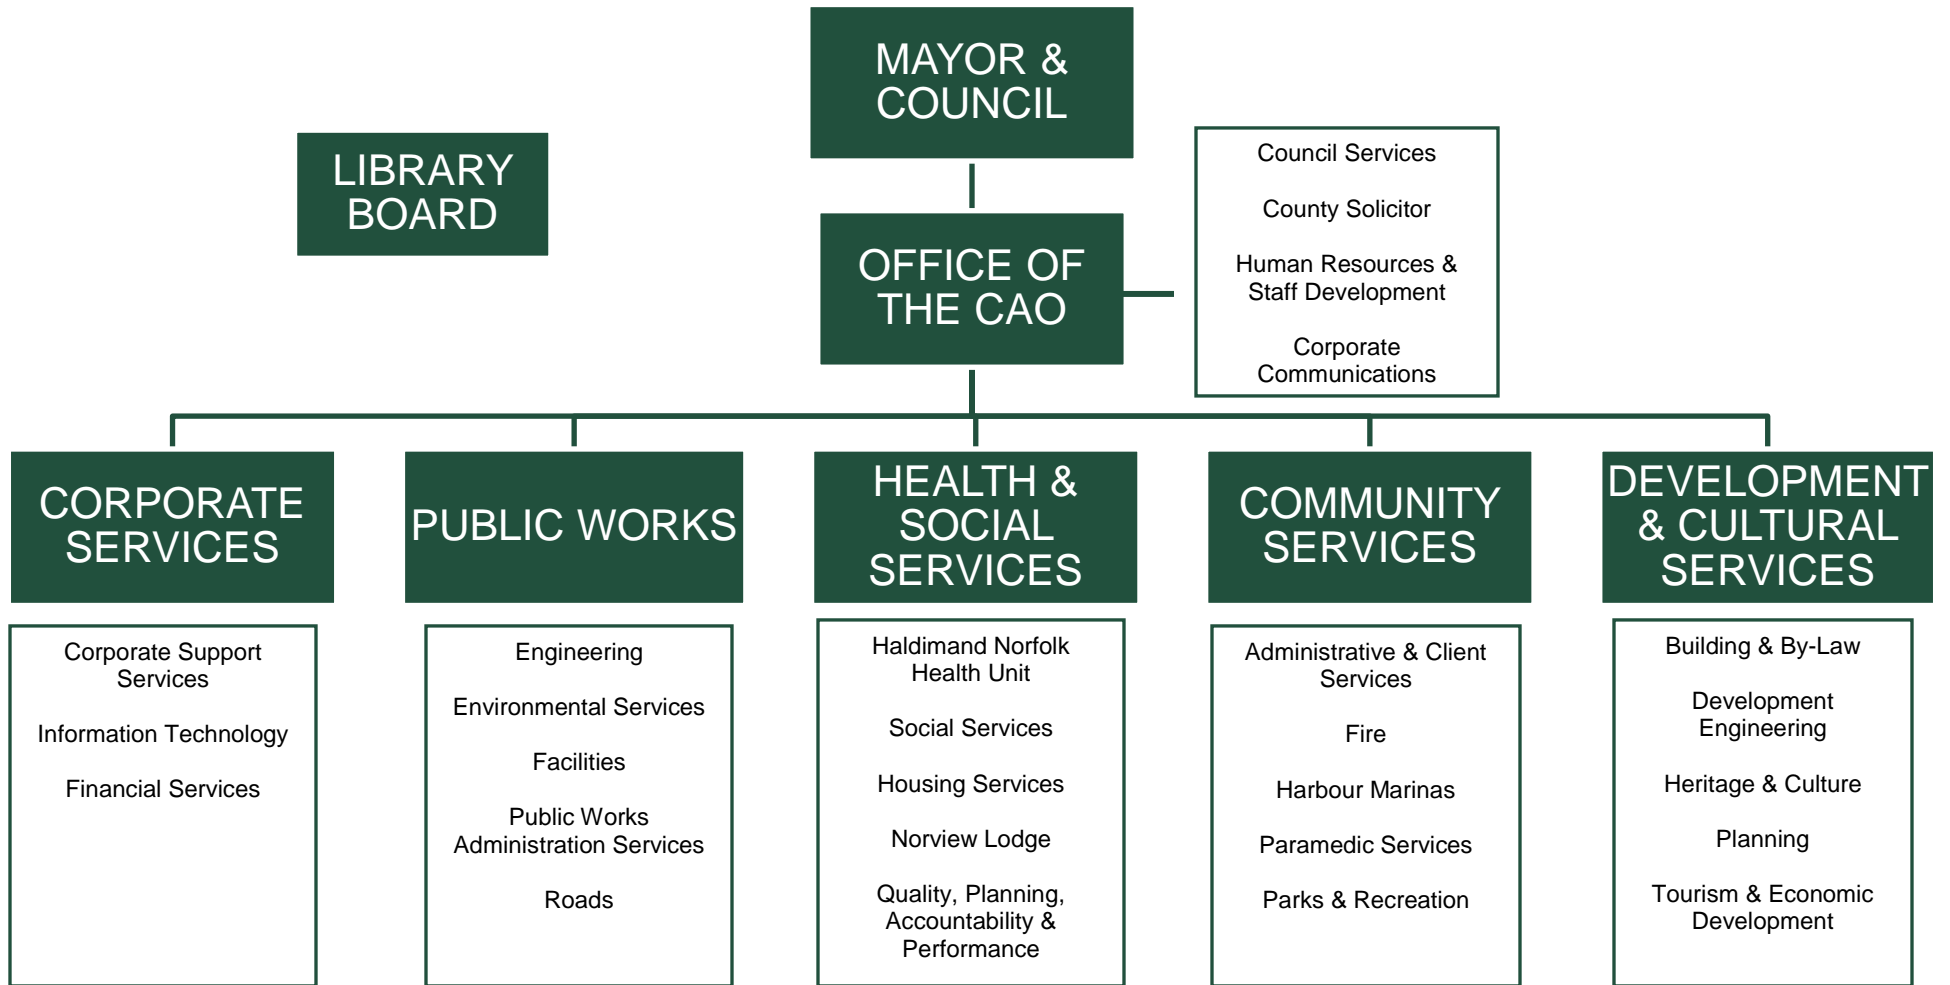 MAYOR &
COUNCIL
LIBRARY
BOARD
OFFICE OF
THE CAO
Council Services
County Solicitor
Human Resources &
Staff Development
Corporate
Communications
CORPORATE
SERVICES
Corporate Support
Services
Information Technology
Financial Services
PUBLIC WORKS
Engineering
Environmental Services
Facilities
Public Works
Administration Services
Roads
HEALTH &
SOCIAL
SERVICES
Haldimand Norfolk
Health Unit
Social Services
Housing Services
Norview Lodge
Quality, Planning,
Accountability &
Performance
COMMUNITY
SERVICES
Administrative & Client
Services
Fire
Harbour Marinas
Paramedic Services
Parks & Recreation
DEVELOPMENT
& CULTURAL
SERVICES
Building & By-Law
Development
Engineering
Heritage & Culture
Planning
Tourism & Economic
Development